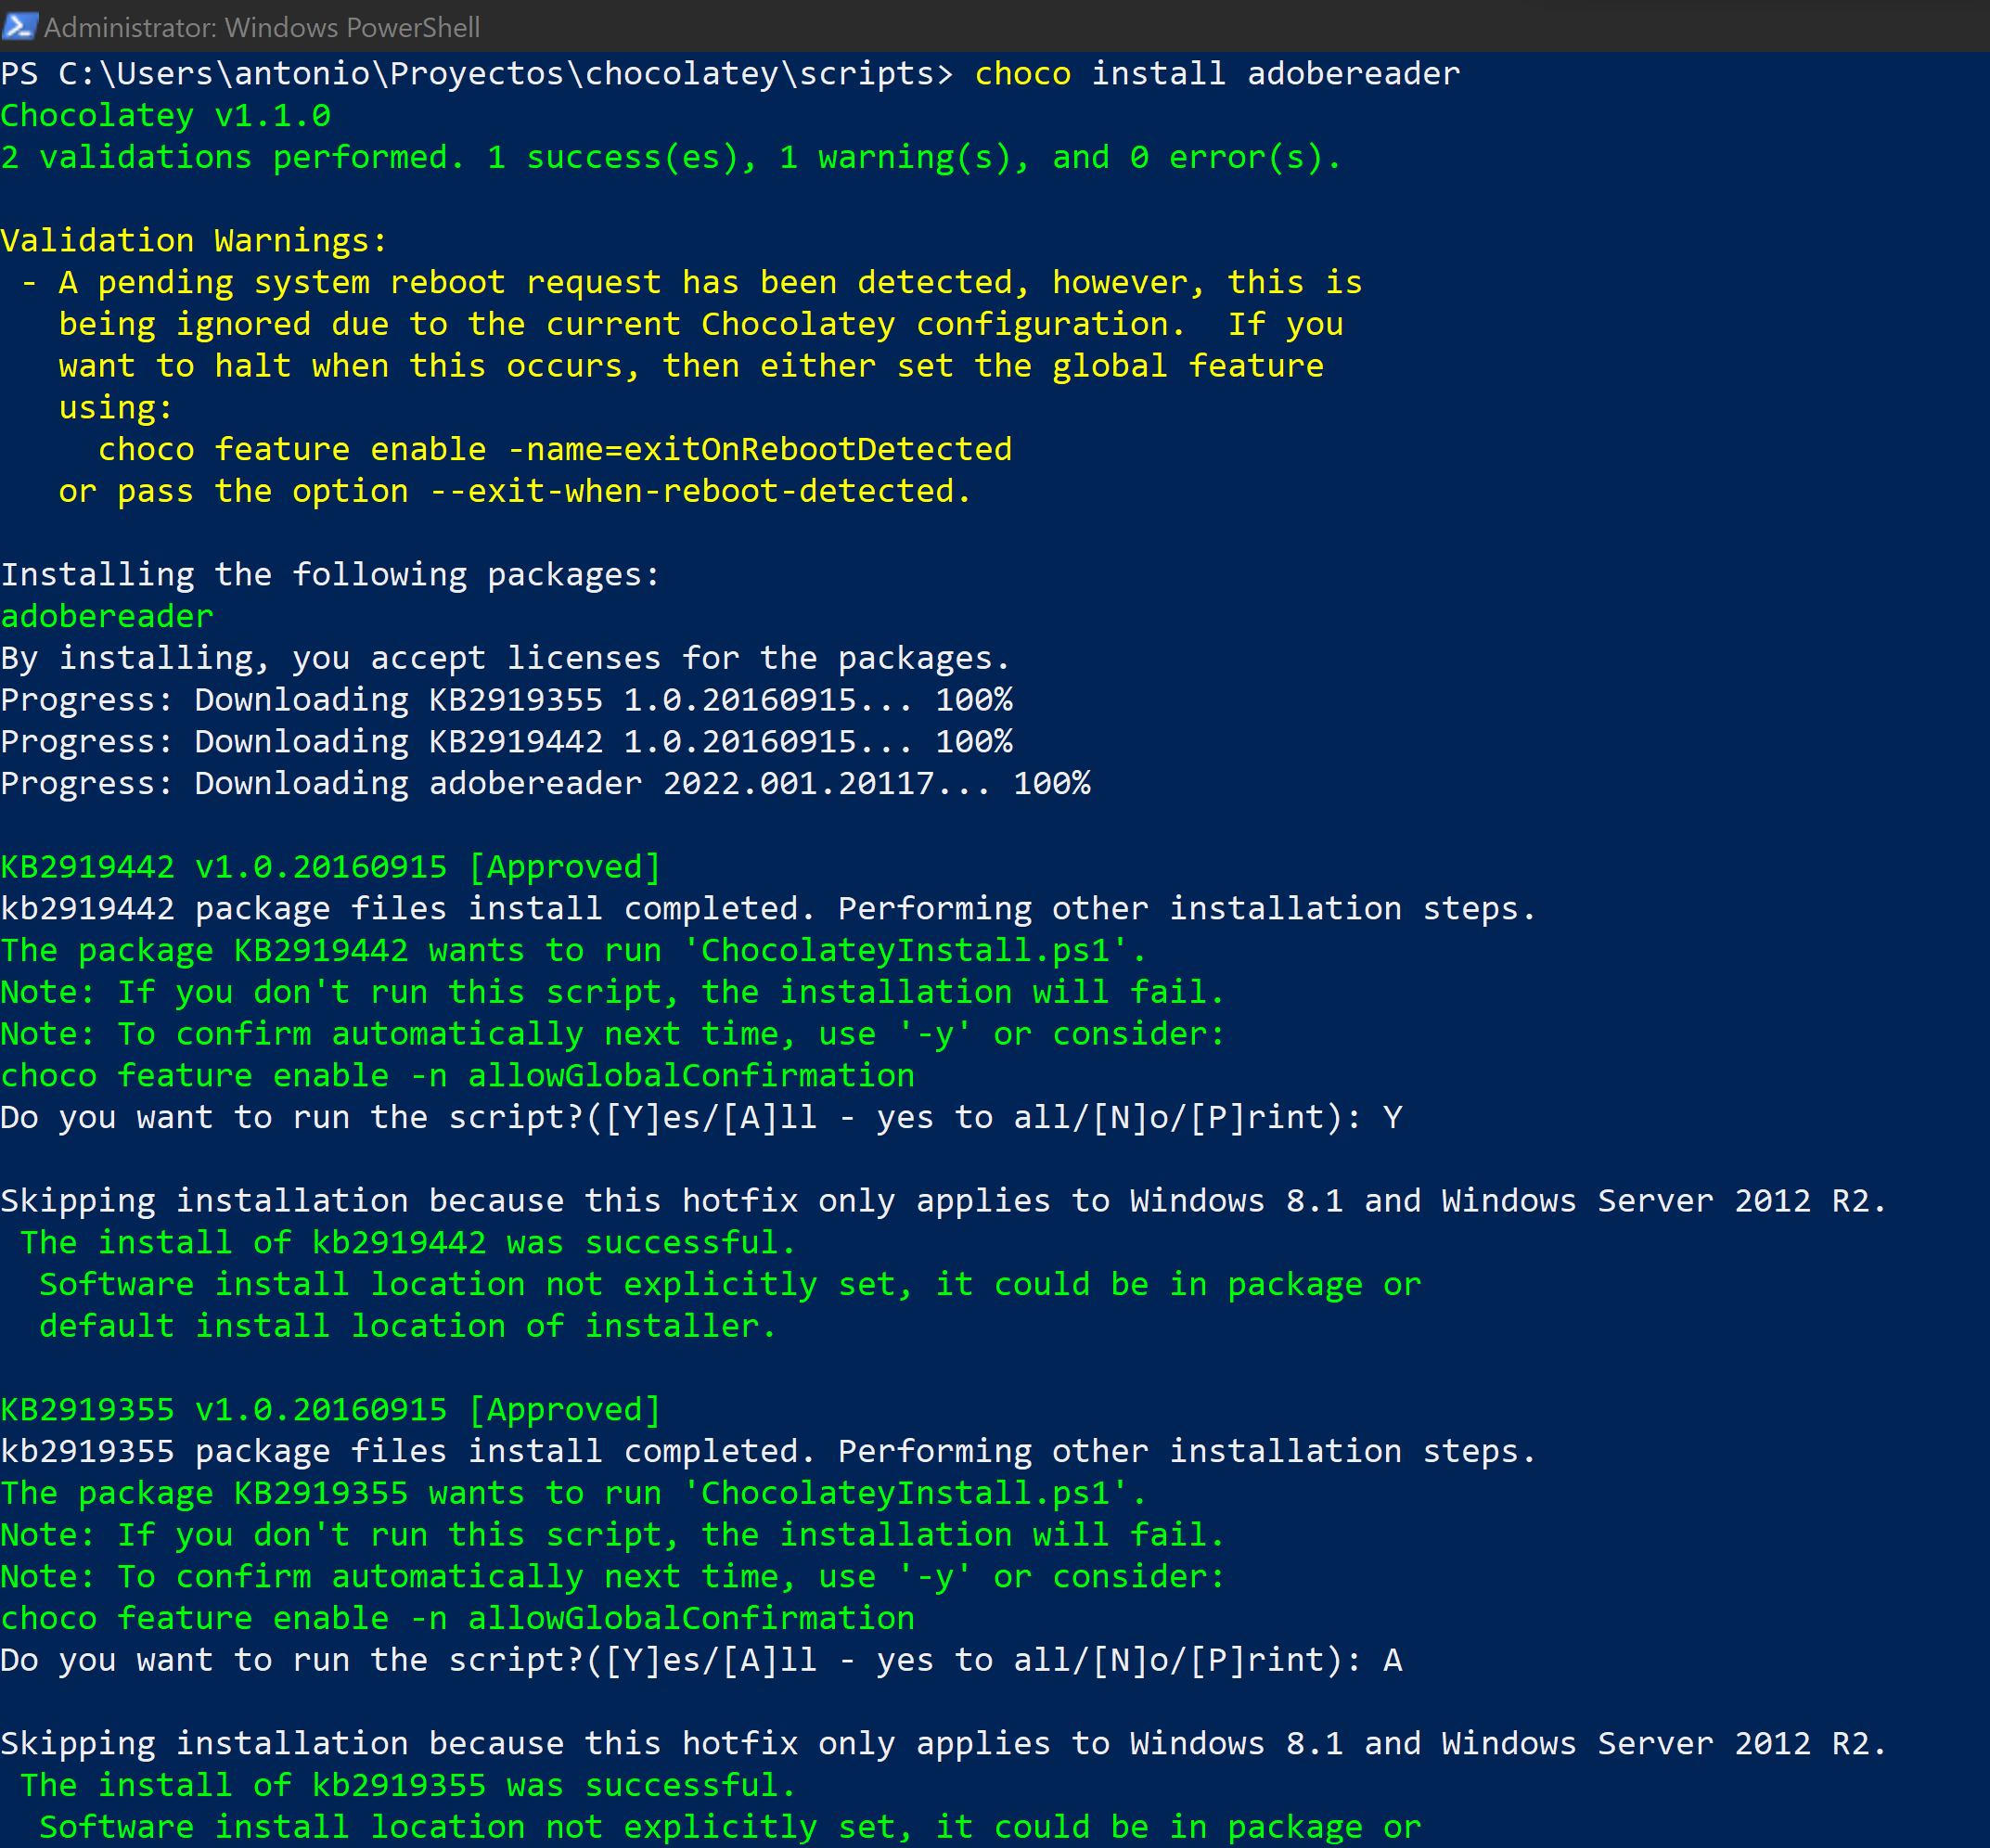 Administrator: Windows PowerShell
PS C:\Users\antonio\Proyectos\chocolatey\scripts> choco install adobereader
Chocolatey v1.1.0
2 validations performed. 1 success(es), 1 warning(s), and 0 error(s).

Validation Warnings:
 - A pending system reboot request has been detected, however, this is
   being ignored due to the current Chocolatey configuration.  If you
   want to halt when this occurs, then either set the global feature
   using:
     choco feature enable -name=exitOnRebootDetected
   or pass the option --exit-when-reboot-detected.

Installing the following packages:
adobereader
By installing, you accept licenses for the packages.
Progress: Downloading KB2919355 1.0.20160915... 100%
Progress: Downloading KB2919442 1.0.20160915... 100%
Progress: Downloading adobereader 2022.001.20117... 100%

KB2919442 v1.0.20160915 [Approved]
kb2919442 package files install completed. Performing other installation steps.
The package KB2919442 wants to run 'ChocolateyInstall.ps1'.
Note: If you don't run this script, the installation will fail.
Note: To confirm automatically next time, use '-y' or consider:
choco feature enable -n allowGlobalConfirmation
Do you want to run the script?([Y]es/[A]ll - yes to all/[N]o/[P]rint): Y

Skipping installation because this hotfix only applies to Windows 8.1 and Windows Server 2012 R2.
 The install of kb2919442 was successful.
  Software install location not explicitly set, it could be in package or
  default install location of installer.

KB2919355 v1.0.20160915 [Approved]
kb2919355 package files install completed. Performing other installation steps.
The package KB2919355 wants to run 'ChocolateyInstall.ps1'.
Note: If you don't run this script, the installation will fail.
Note: To confirm automatically next time, use '-y' or consider:
choco feature enable -n allowGlobalConfirmation
Do you want to run the script?([Y]es/[A]ll - yes to all/[N]o/[P]rint): A

Skipping installation because this hotfix only applies to Windows 8.1 and Windows Server 2012 R2.
 The install of kb2919355 was successful.
  Software install location not explicitly set, it could be in package or